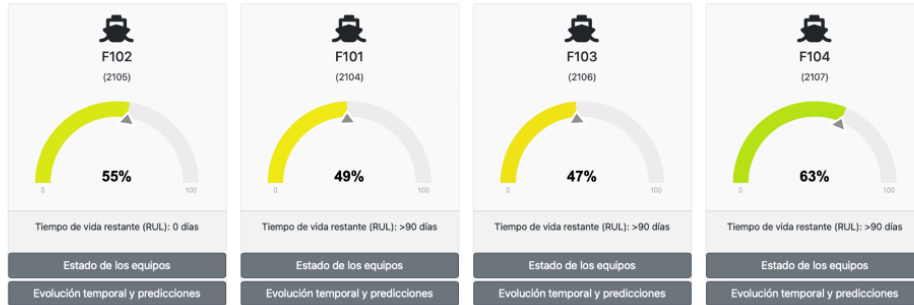 F102
(2105)
55%
0
100
Tiempo de vida restante (RUL): 0 días
Estado de los equipos
Evolución temporal y predicciones
F101
(2104)
49%
0
100
Tiempo de vida restante (RUL): >90 días
Estado de los equipos
Evolución temporal y predicciones
F103
(2106)
47%
0
100
Tiempo de vida restante (RUL): >90 días
Estado de los equipos
Evolución temporal y predicciones
F104
(2107)
63%
0
100
Tiempo de vida restante (RUL): >90 días
Estado de los equipos
Evolución temporal y predicciones